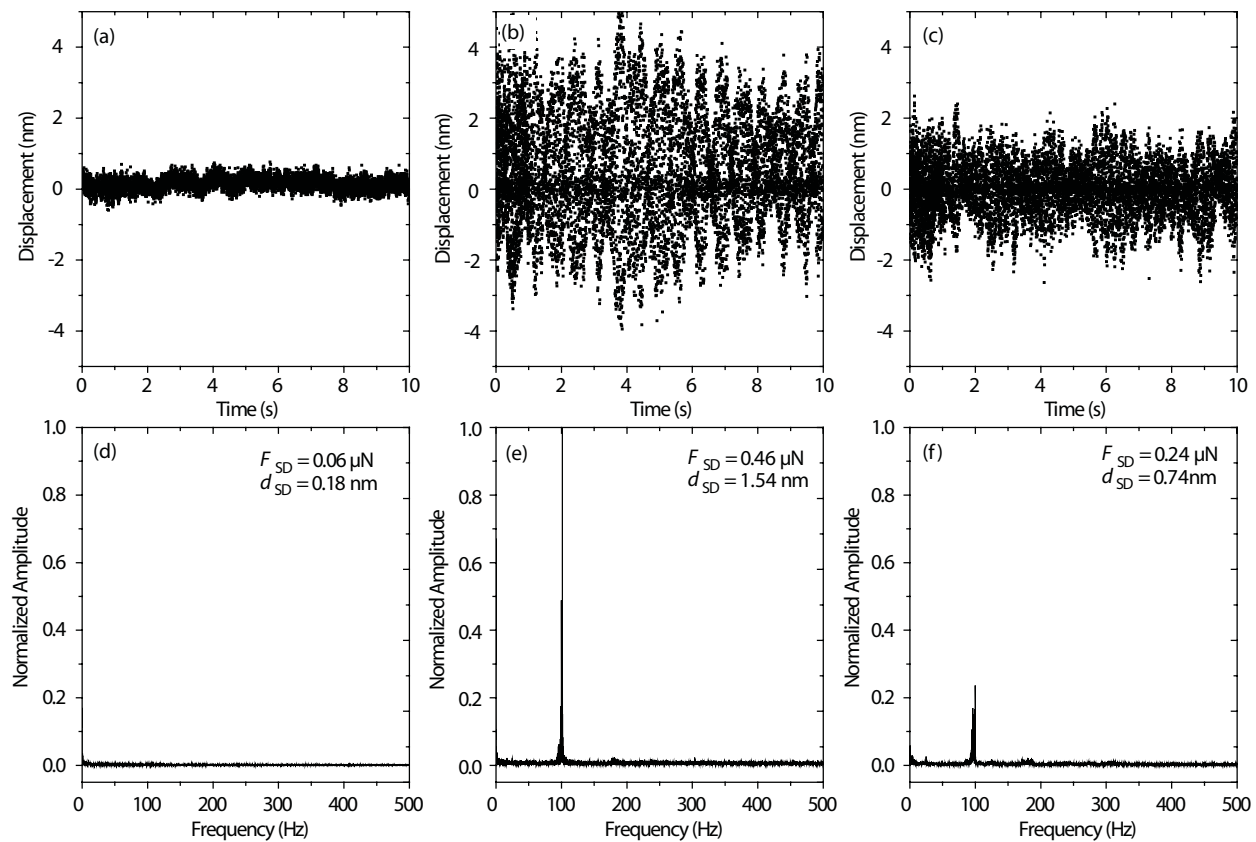 (a)
4
2
0
-2
-4
Displacement (nm)
0 2 4 6 8 10
Time (s)
(b)
4
2
0
-2
-4
Displacement (nm)
0 2 4 6 8 10
Time (s)
(c)
4
2
0
-2
-4
Displacement (nm)
0 2 4 6 8 10
Time (s)
(d)
F SD = 0.06 µN
d SD = 0.18 nm
1.0
0.8
0.6
0.4
0.2
0.0
Normalized Amplitude
0 100 200 300 400 500
Frequency (Hz)
(e)
F SD = 0.46 µN
d SD = 1.54 nm
1.0
0.8
0.6
0.4
0.2
0.0
Normalized Amplitude
0 100 200 300 400 500
Frequency (Hz)
(f)
F SD = 0.24 µN
d SD = 0.74nm
1.0
0.8
0.6
0.4
0.2
0.0
Normalized Amplitude
0 100 200 300 400 500
Frequency (Hz)